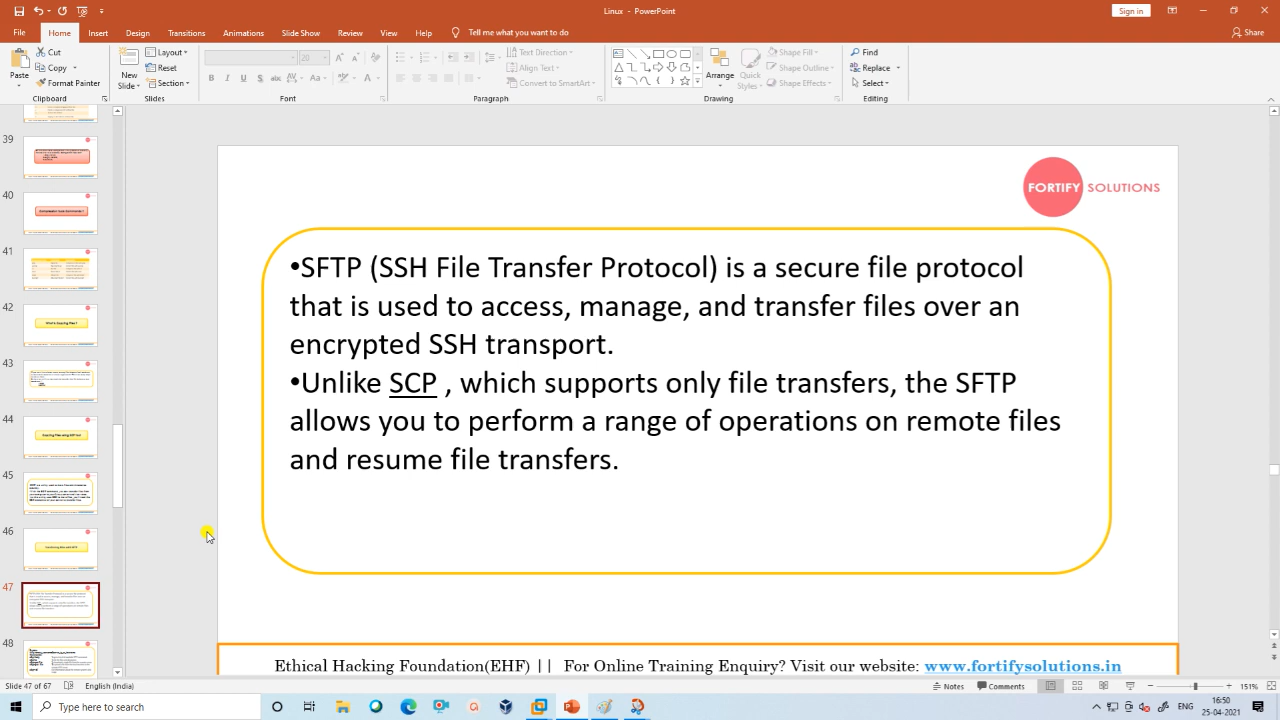 Linux - PowerPoint
Sign in
File Home Insert Draw Design Transitions Animations Slide Show Review View Help Tell me what you want to do
Share
Paste
Cut
Copy
Format Painter
Clipboard
New Slide
Layout
Reset
Section
Slides
20
Font
Text Direction
Align Text
Convert to SmartArt
Paragraph
Arrange
Quick Styles
Shape Fill
Shape Outline
Shape Effects
Drawing
Find
Replace
Select
Editing
39
40
41
46
47
FORTIFY SOLUTIONS
•SFTP (SSH File Transfer Protocol) is a secure file protocol
that is used to access, manage, and transfer files over an
encrypted SSH transport.
•Unlike SCP , which supports only file transfers, the SFTP
allows you to perform a range of operations on remote files
and resume file transfers.
Ethical Hacking Foundation(EHF) || For Online Training Enquiry? Visit our website: www.fortifysolutions.in
Slide 47 of 67 English (India)
Notes Comments 151%
Type here to search
16:50
25-04-2021